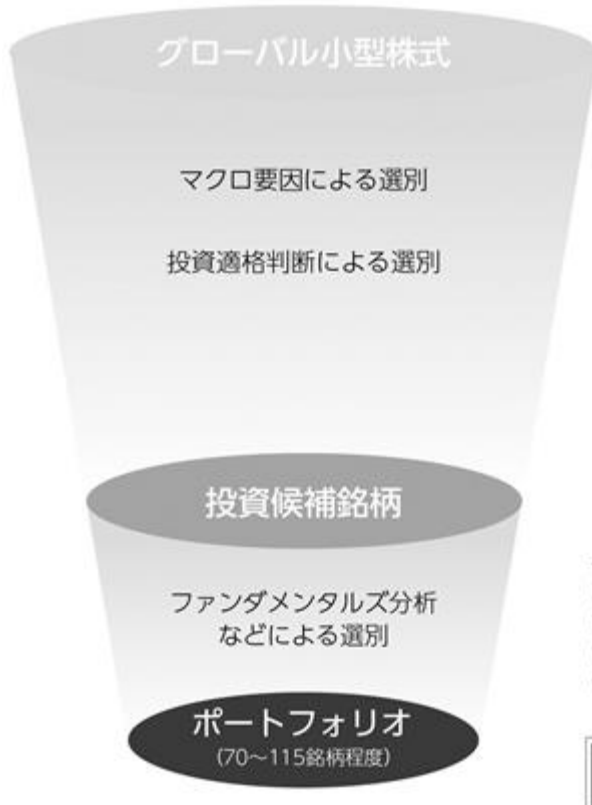 グローバル小型株式
マクロ要因による選別
投資適格判断による選別
投資候補銘柄
ファンダメンタルズ分析
などによる選別
ポートフォリオ
(70〜115銘柄程度)